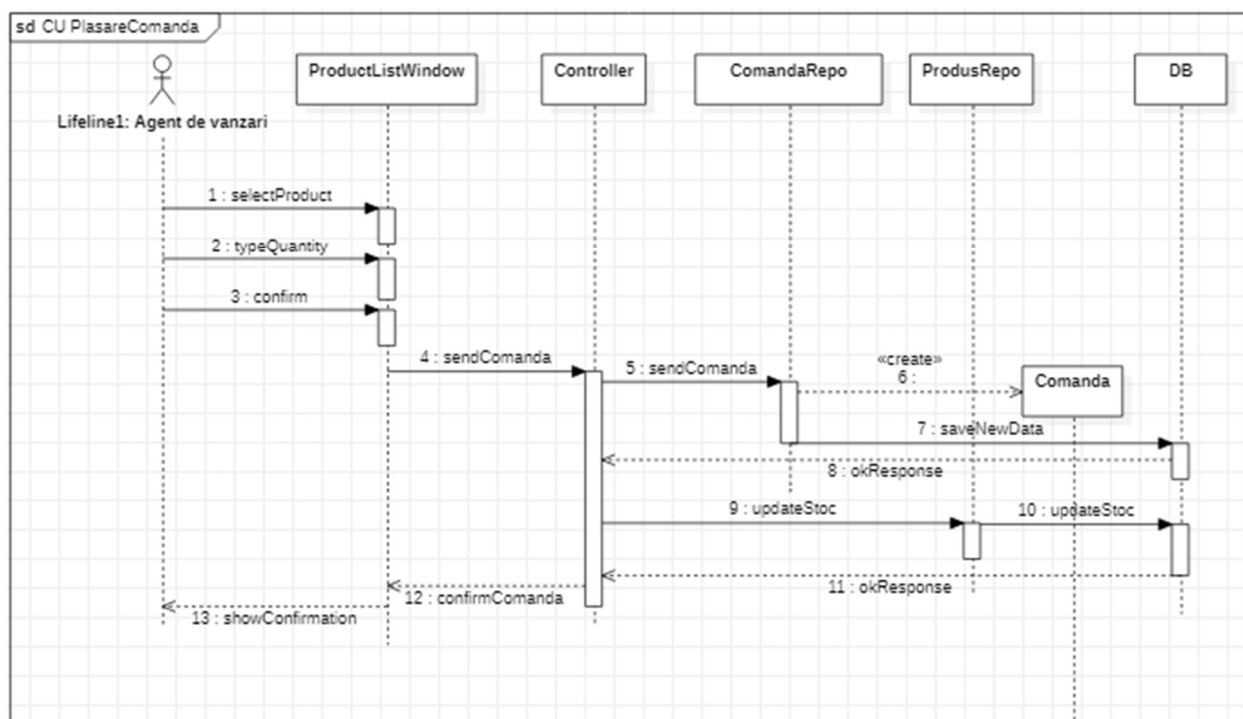 sd CU PlasareComanda
ProductListWindow
Controller
ComandaRepo
ProdusRepo
DB
Lifeline1: Agent de vanzari
1 : selectProduct
2 : typeQuantity
3 : confirm
4 : sendComanda
5 : sendComanda
«create»
6 :
Comanda
7 : saveNewData
8 : okResponse
9 : updateStoc
10 : updateStoc
11 : okResponse
12 : confirmComanda
13 : showConfirmation